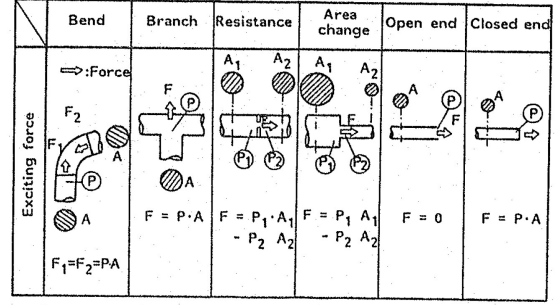 Bend
Branch
Resistance
Area
change
Open end
Closed end
Exciting force
⇨:Force
F₂
F₁
A
P
A
F₁=F₂=P·A
F
P
A
F = P·A
A₁
A₂
F
P₁
P₂
F = P₁·A₁
- P₂ A₂
A₁
A₂
F
P₁
P₂
F = P₁ A₁
- P₂ A₂
A
P
F
F = 0
A
P
F = P·A